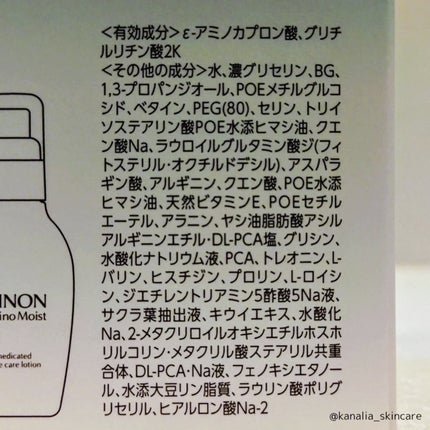 <有効成分>ε-アミノカプロン酸、グリチ
ルリチン酸2K
<その他の成分>水、濃グリセリン、BG、
1,3-プロパンジオール、POEメチルグルコ
シド、ベタイン、PEG(80)、セリン、トリイ
ソステアリン酸POE水添ヒマシ油、クエ
ン酸Na、ラウロイルグルタミン酸ジ(フィ
トステリル・オクチルドデシル)、アスパラ
ギン酸、アルギニン、クエン酸、POE水添
ヒマシ油、天然ビタミンE、POEセチル
エーテル、アラニン、ヤシ油脂肪酸アシル
アルギニンエチル・DL-PCA塩、グリシン、
水酸化ナトリウム液、PCA、トレオニン、L-
バリン、ヒスチジン、プロリン、L-ロイシ
ン、ジエチレントリアミン5酢酸5Na液、
サクラ葉抽出液、キウイエキス、水酸化
Na、2-メタクリロイルオキシエチルホスホ
リルコリン・メタクリル酸ステアリル共重
合体、DL-PCA・Na液、フェノキシエタノー
ル、水添大豆リン脂質、ラウリン酸ポリグ
リセリル、ヒアルロン酸Na-2
INON
ino Moist
medicated
e care lotion
@kanalia_skincare